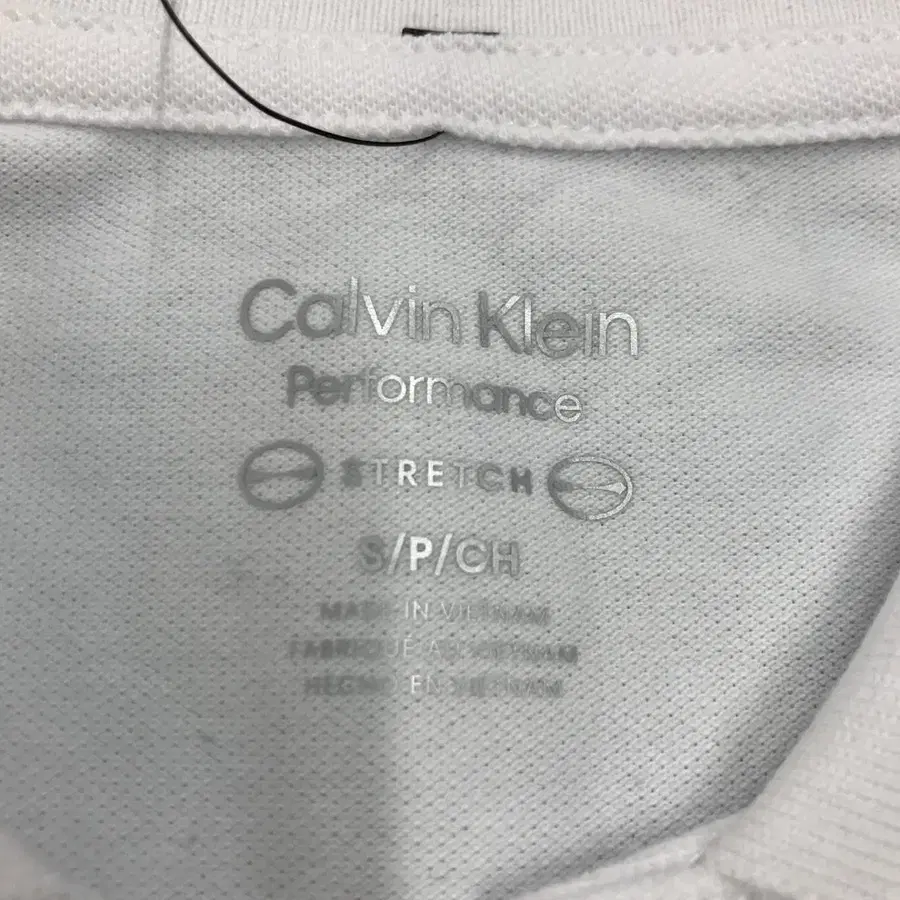 Calvin Klein
Performance
STRETCH
S/P/CH
MADE IN VIETNAM
FABRIQUÉ AU VIETNAM
HECHO EN VIETNAM